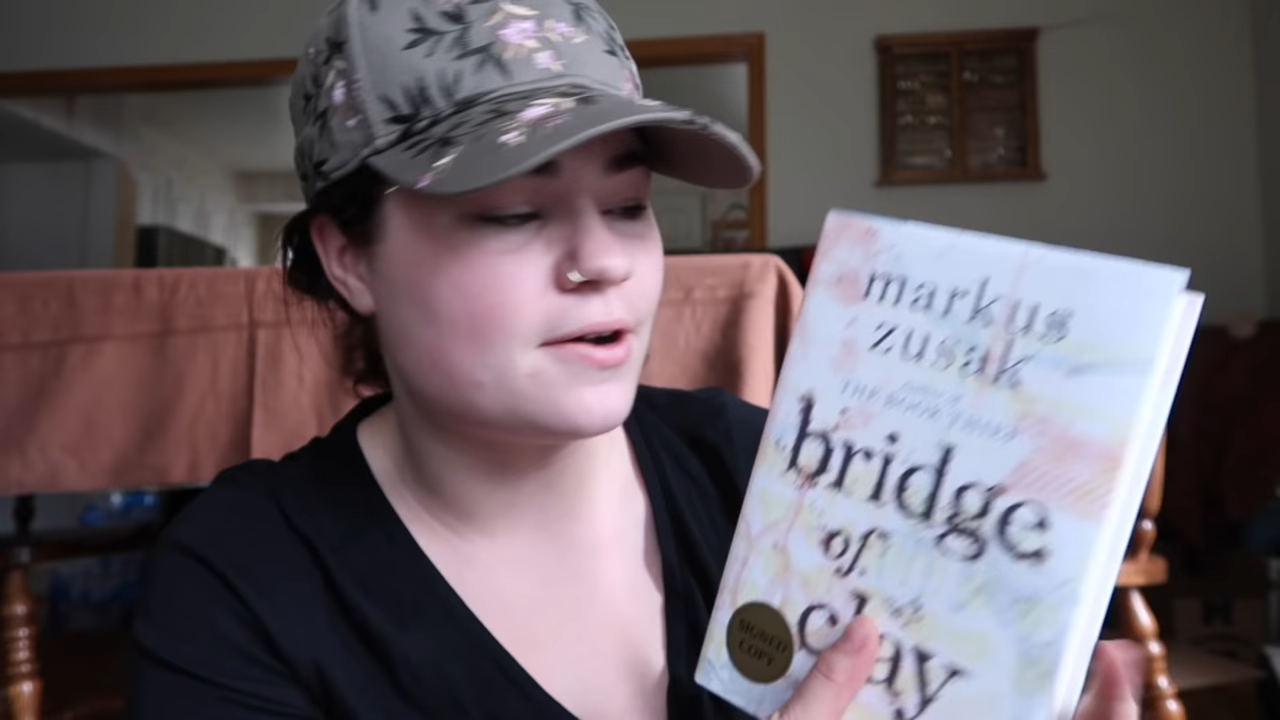 markus
zusak
THE BOOK THIEF
bridge
of
clay
SIGNED
COPY